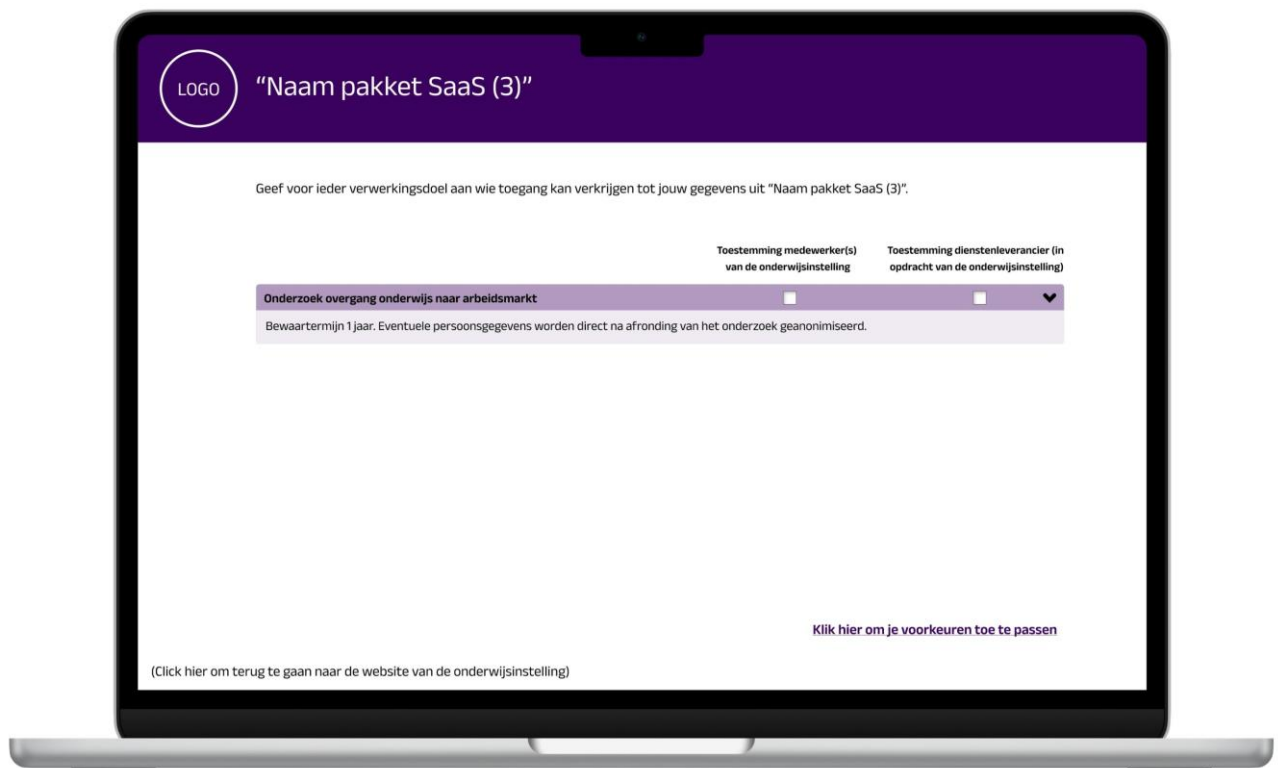 LOGO
“Naam pakket SaaS (3)”
Geef voor ieder verwerkingsdoel aan wie toegang kan verkrijgen tot jouw gegevens uit “Naam pakket SaaS (3)”.
Toestemming medewerker(s)
van de onderwijsinstelling
Toestemming dienstenleverancier (in
opdracht van de onderwijsinstelling)
Onderzoek overgang onderwijs naar arbeidsmarkt
Bewaartermijn 1 jaar. Eventuele persoonsgegevens worden direct na afronding van het onderzoek geanonimiseerd.
Klik hier om je voorkeuren toe te passen
(Click hier om terug te gaan naar de website van de onderwijsinstelling)